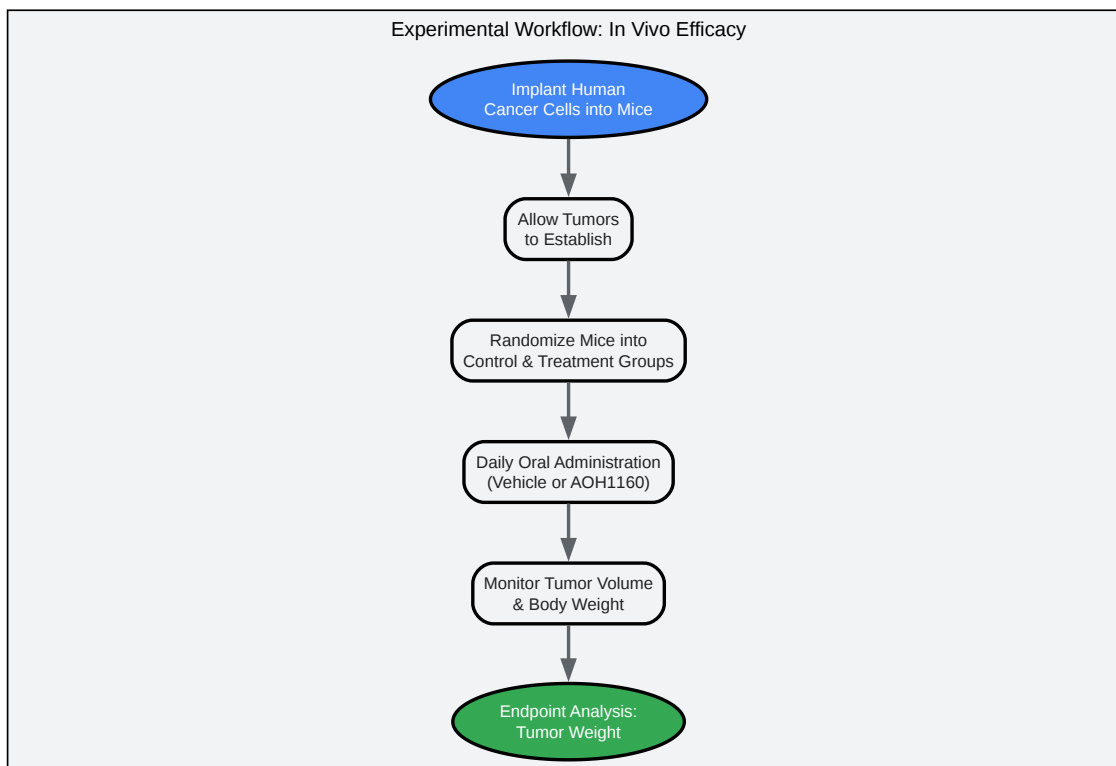 Experimental Workflow: In Vivo Efficacy
Implant Human
Cancer Cells into Mice
Allow Tumors
to Establish
Randomize Mice into
Control & Treatment Groups
Daily Oral Administration
(Vehicle or AOH1160)
Monitor Tumor Volume
& Body Weight
Endpoint Analysis:
Tumor Weight